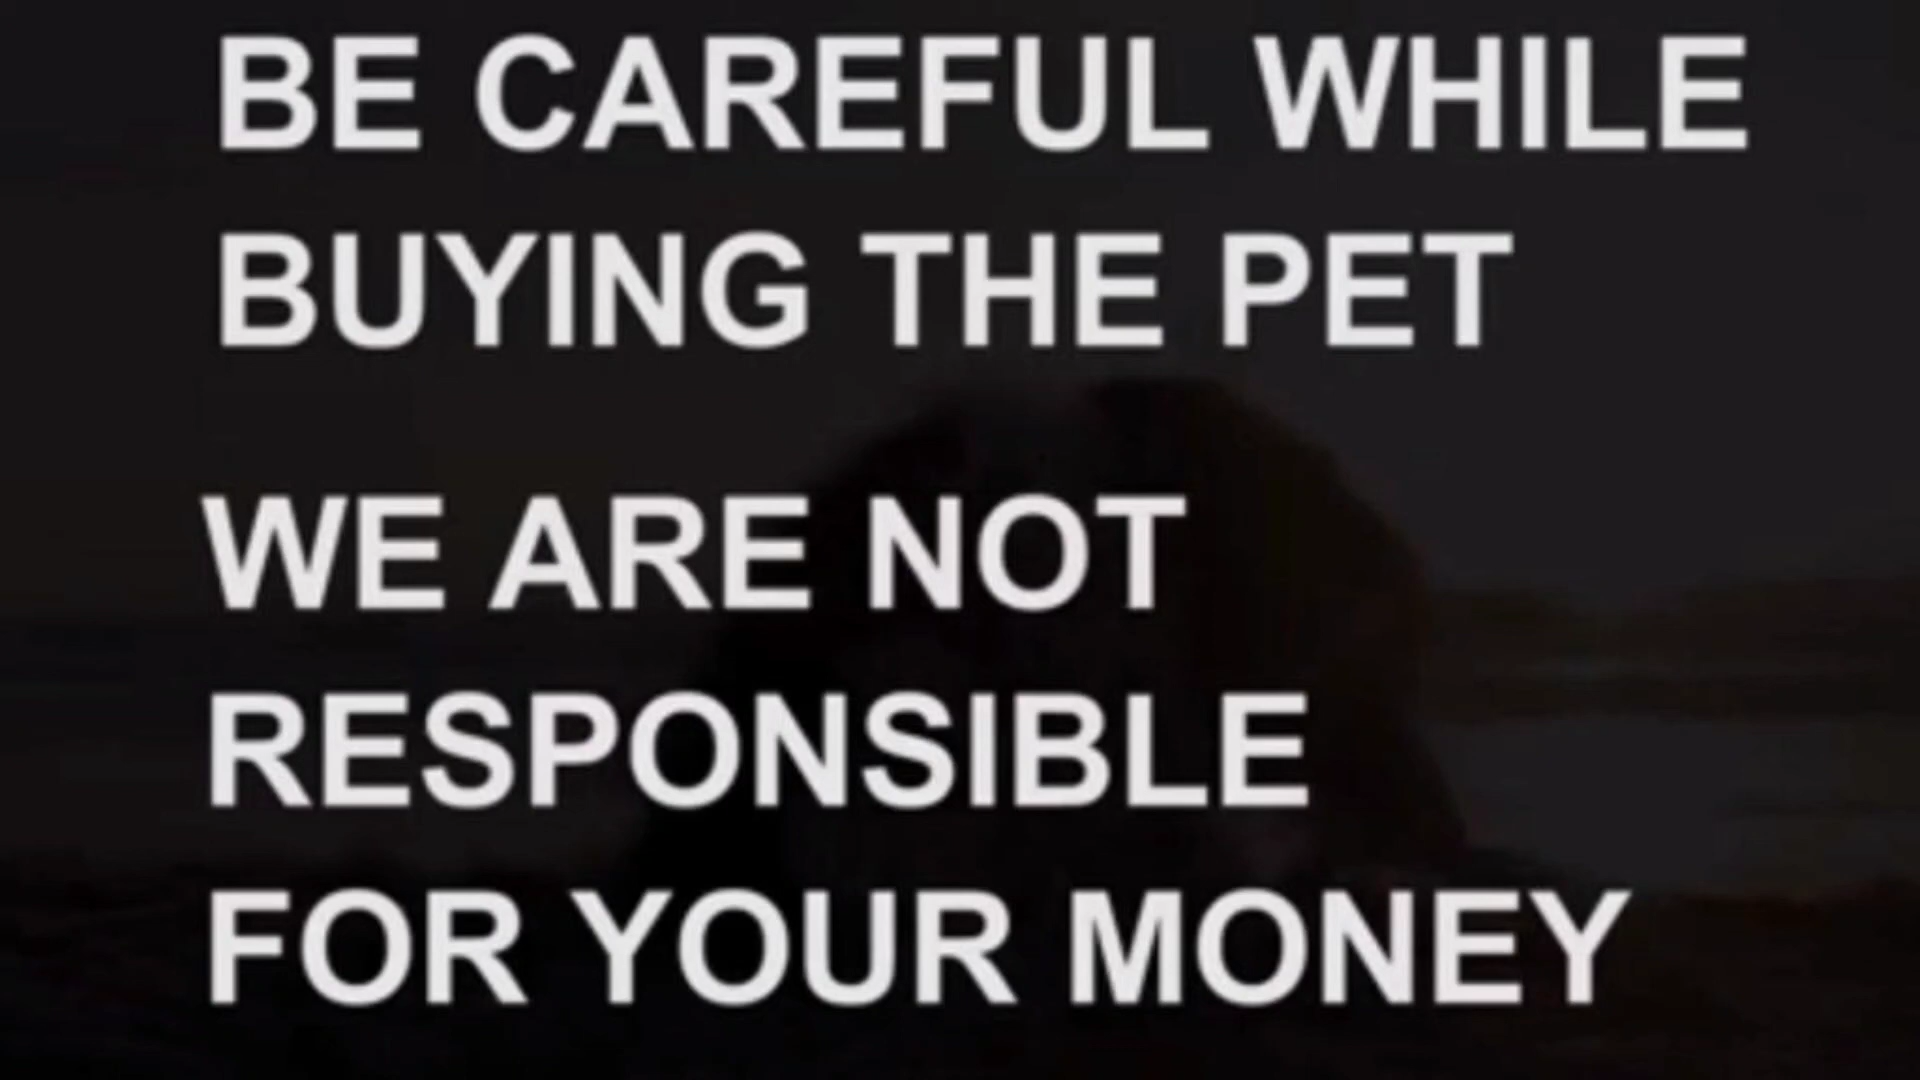 BE CAREFUL WHILE
BUYING THE PET
WE ARE NOT
RESPONSIBLE
FOR YOUR MONEY